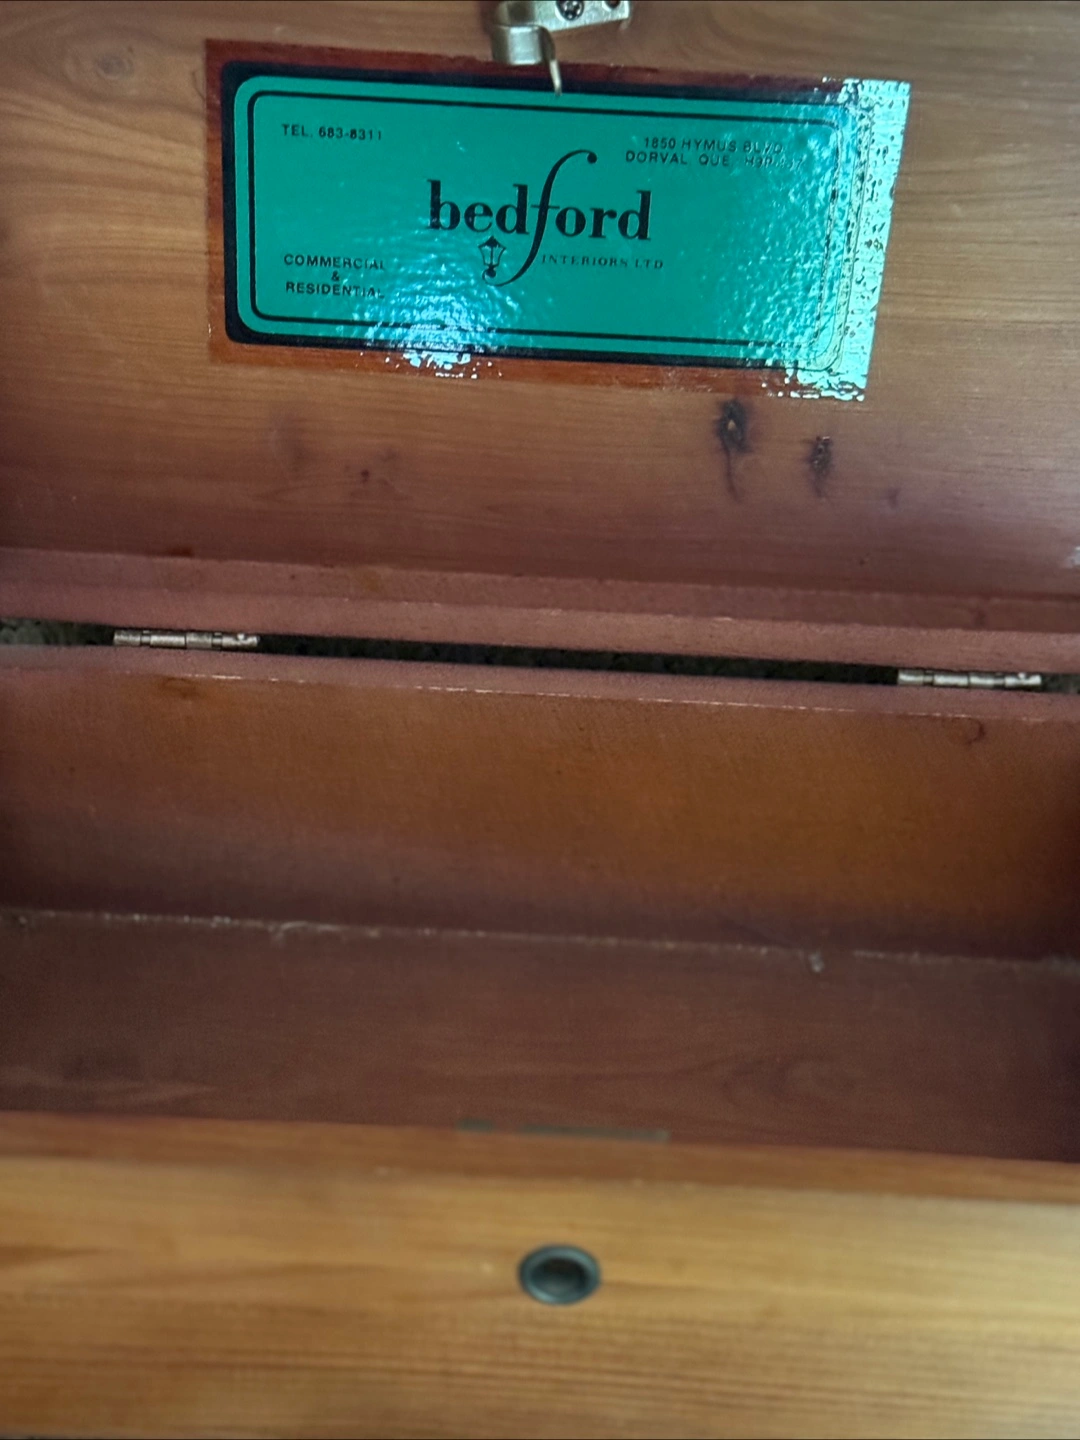 TEL. 683-8311
1850 HYMUS BLVD.
DORVAL QUE.
bedford
INTERIORS LTD
COMMERCIAL
&
RESIDENTIAL